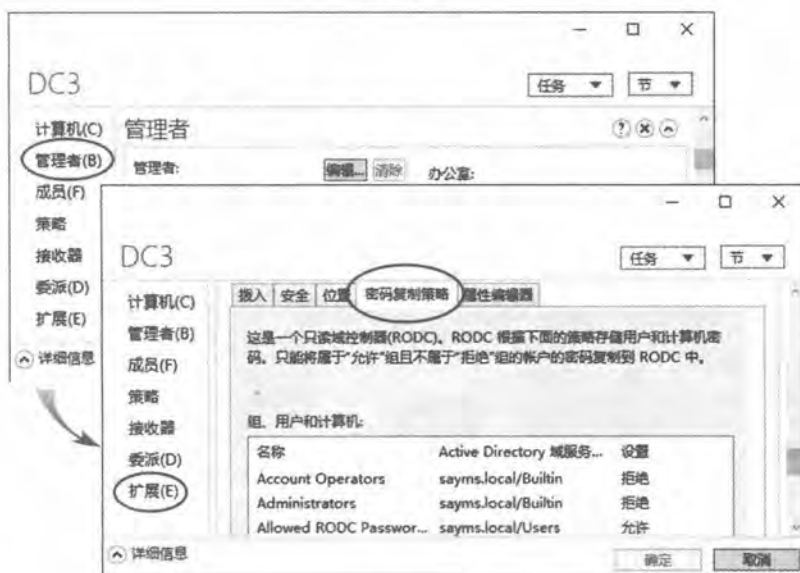 DC3
任务
节
计算机(C)
管理者(B)
成员(F)
策略
接收器
委派(D)
扩展(E)
详细信息
管理者
管理者:
编辑...
清除
办公室:
DC3
任务
节
计算机(C)
管理者(B)
成员(F)
策略
接收器
委派(D)
扩展(E)
详细信息
拨入 安全 位置 密码复制策略 属性编辑器
这是一个只读域控制器(RODC)。RODC 根据下面的策略存储用户和计算机密
码。只能将属于“允许”组且不属于“拒绝”组的帐户的密码复制到 RODC 中。
组、用户和计算机:
名称 Active Directory 域服务... 设置
Account Operators sayms.local/Builtin 拒绝
Administrators sayms.local/Builtin 拒绝
Allowed RODC Passwor... sayms.local/Users 允许
确定 取消